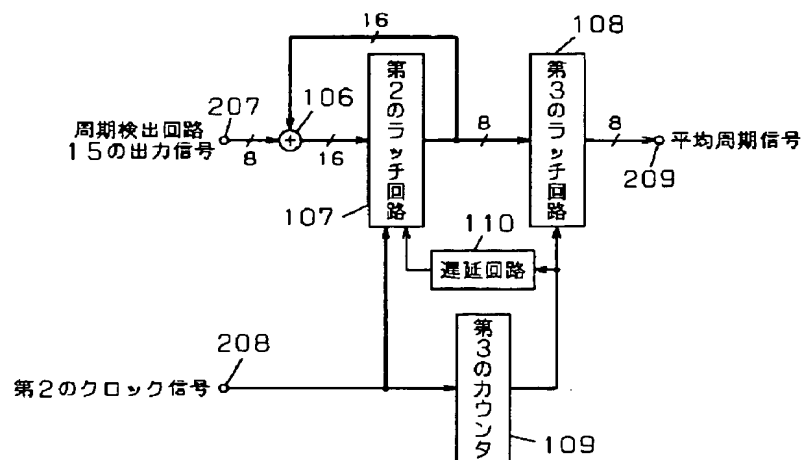 16
108
207
106
周期検出回路
15の出力信号
8
16
第2のラッチ回路
8
第3のラッチ回路
8
平均周期信号
209
107
110
遅延回路
208
第2のクロック信号
第3のカウンタ
109